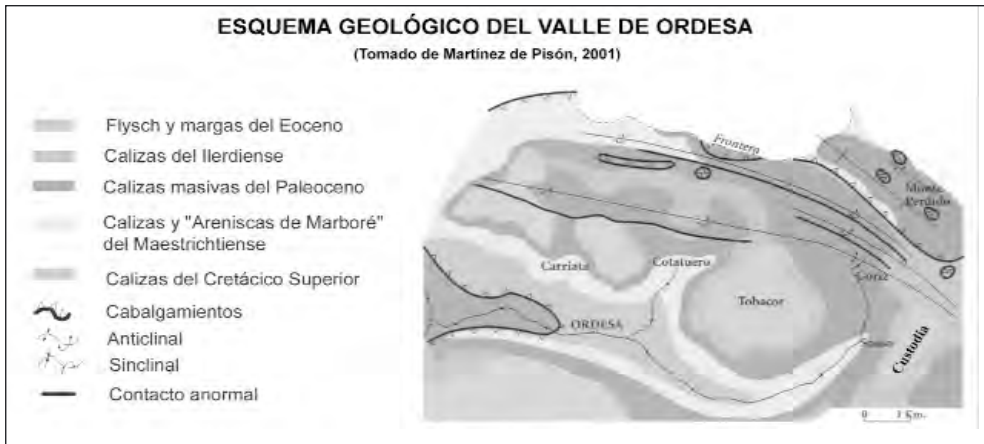 ESQUEMA GEOLÓGICO DEL VALLE DE ORDESA
(Tomado de Martínez de Pisón, 2001)
Flysch y margas del Eoceno
Calizas del Ilerdiense
Calizas masivas del Paleoceno
Calizas y "Areniscas de Marboré"
del Maestrichtiense
Calizas del Cretácico Superior
Cabalgamientos
Anticlinal
Sinclinal
Contacto anormal
Frontera
Monte
Perdido
Carriata
Cotatuero
Goriz
Tobacor
ORDESA
Soaso
Custodia
0 1 Km.